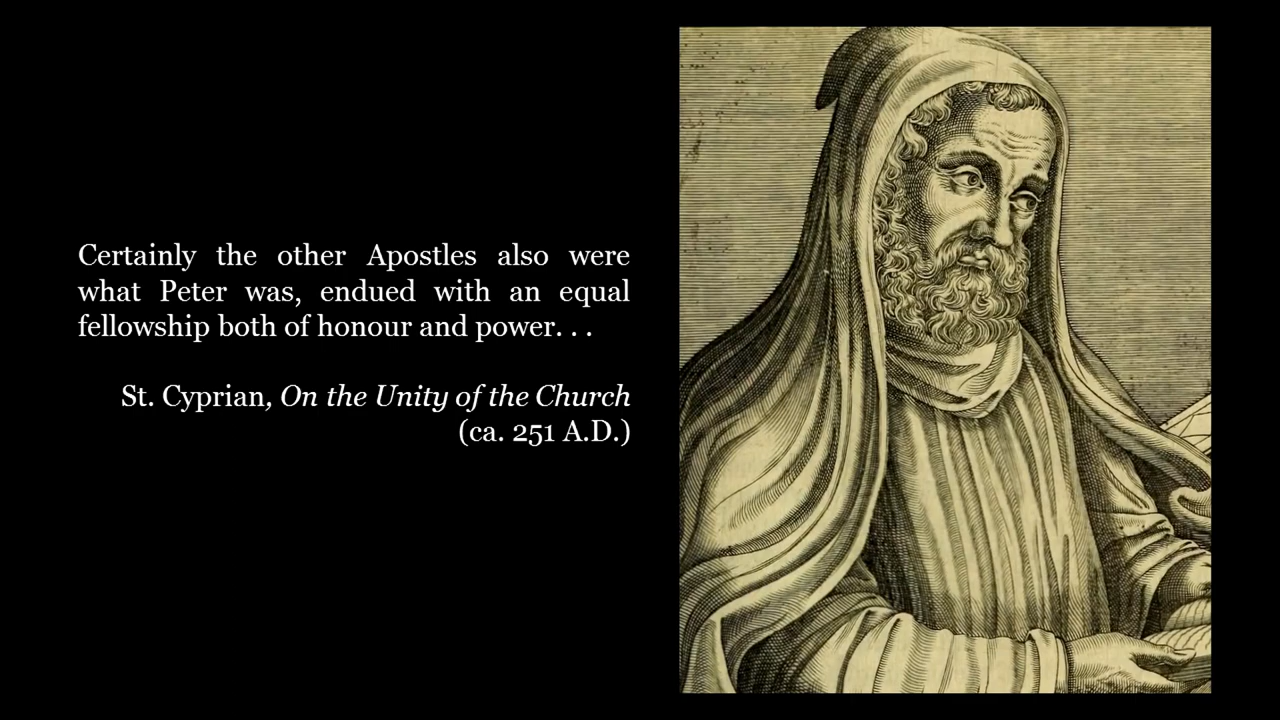 Certainly the other Apostles also were
what Peter was, endued with an equal
fellowship both of honour and power. . .
St. Cyprian, On the Unity of the Church
(ca. 251 A.D.)